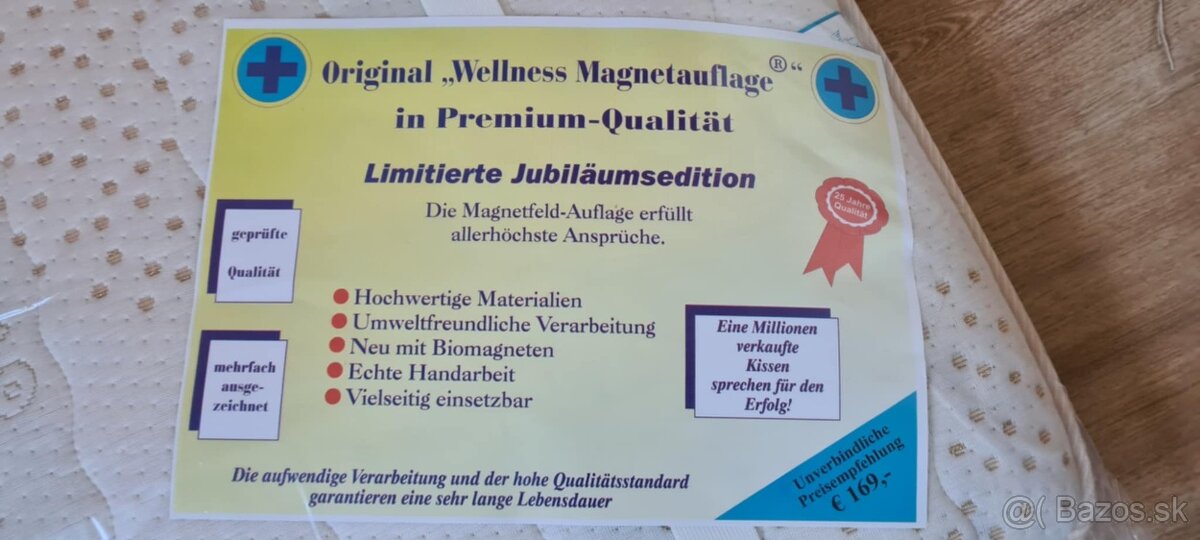 Original „Wellness Magnetauflage®“
in Premium-Qualität
Limitierte Jubiläumsedition
Die Magnetfeld-Auflage erfüllt
allerhöchste Ansprüche.
25 Jahre
Qualität
geprüfte
Qualität
mehrfach
ausge-
zeichnet
Hochwertige Materialien
Umweltfreundliche Verarbeitung
Neu mit Biomagneten
Echte Handarbeit
Vielseitig einsetzbar
Eine Millionen
verkaufte
Kissen
sprechen für den
Erfolg!
Die aufwendige Verarbeitung und der hohe Qualitätsstandard
garantieren eine sehr lange Lebensdauer
Unverbindliche
Preisempfehlung
€ 169,-
Bazos.sk